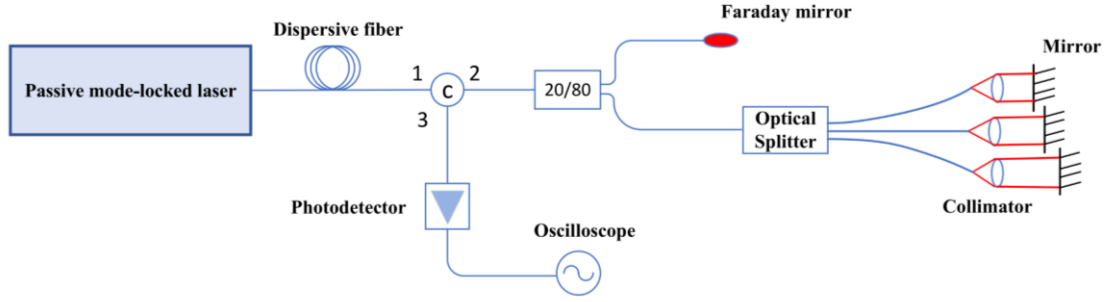 Faraday mirror
Dispersive fiber
Mirror
Passive mode-locked laser
1
C
2
3
20/80
Optical
Splitter
Photodetector
Collimator
Oscilloscope